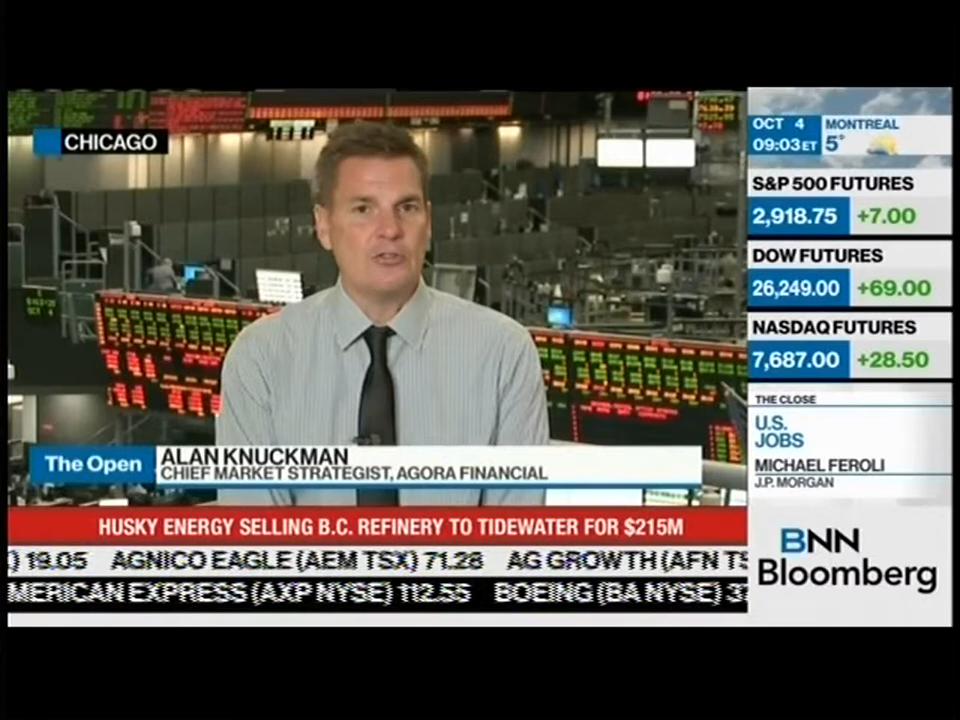 CHICAGO
OCT 4
09:03 ET
MONTREAL
5°
S&P 500 FUTURES
2,918.75 +7.00
DOW FUTURES
26,249.00 +69.00
NASDAQ FUTURES
7,687.00 +28.50
THE CLOSE
U.S.
JOBS
MICHAEL FEROLI
J.P. MORGAN
The Open
ALAN KNUCKMAN
CHIEF MARKET STRATEGIST, AGORA FINANCIAL
HUSKY ENERGY SELLING B.C. REFINERY TO TIDEWATER FOR $215M
) 19.05 AGNICO EAGLE (AEM TSX) 71.28 AG GROWTH (AFN TS
MERICAN EXPRESS (AXP NYSE) 112.55 BOEING (BA NYSE)
BNN
Bloomberg